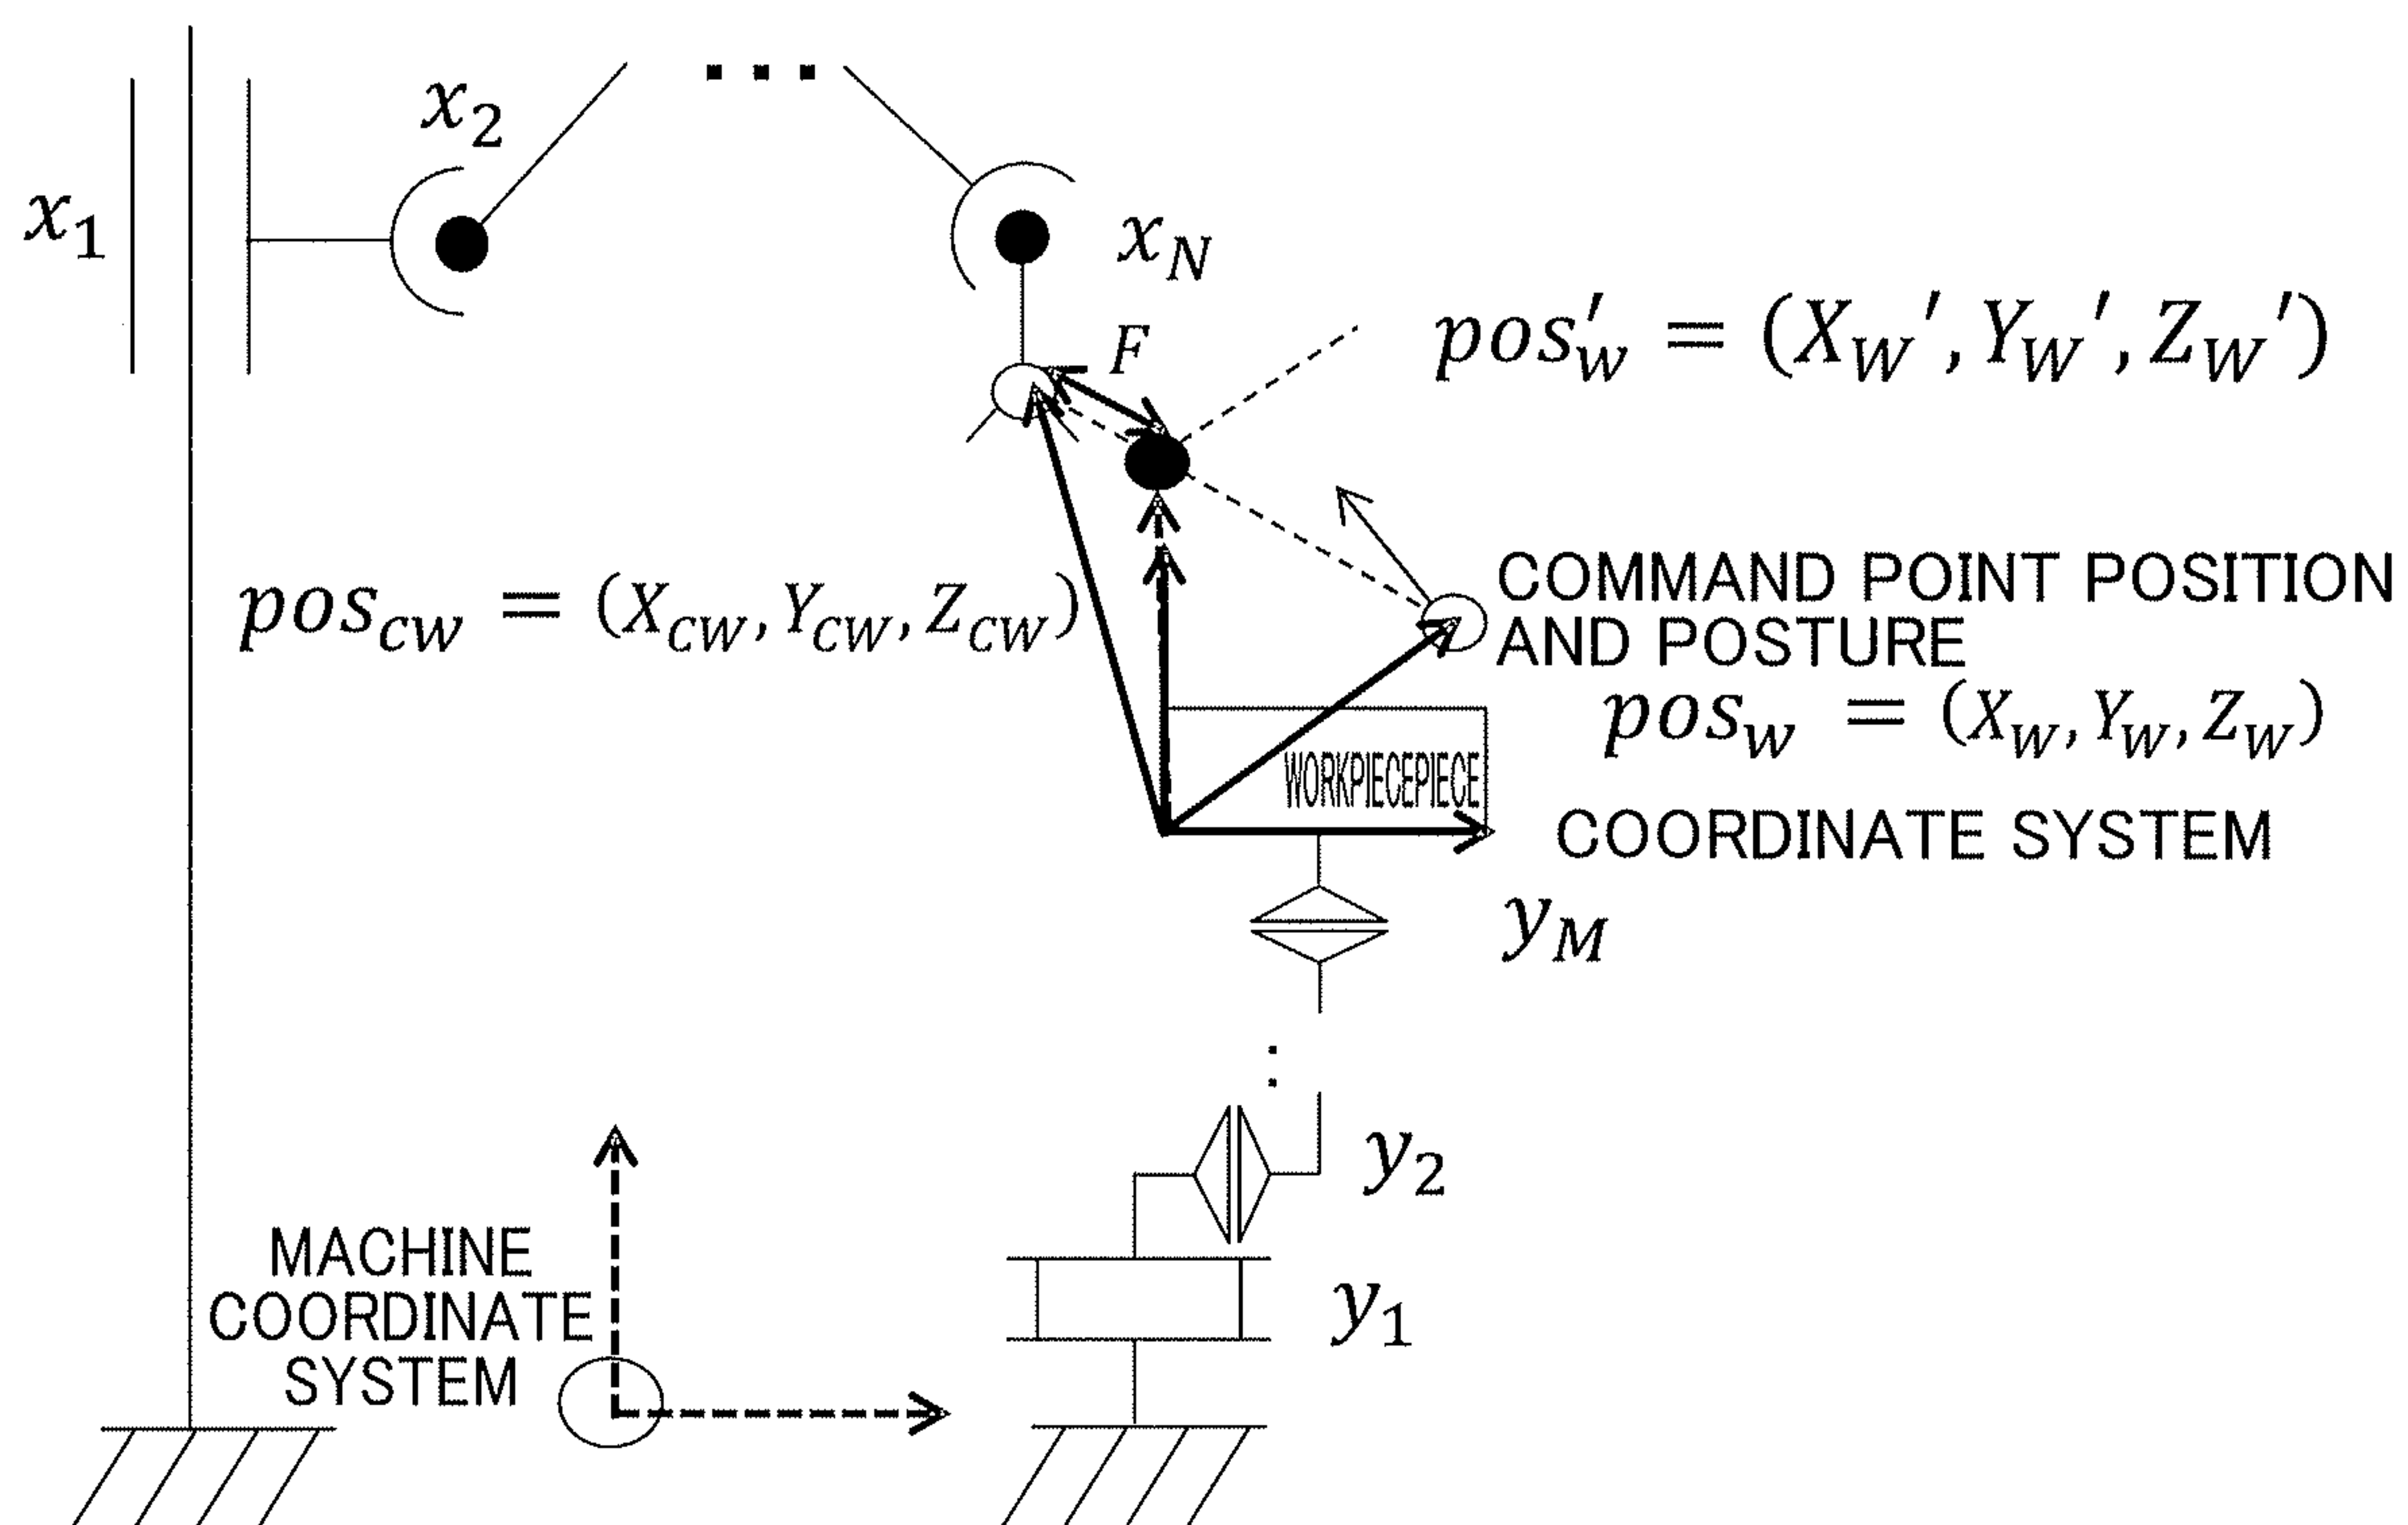 x₂
...
x₁
x_N
F
pos'_w = (X_W', Y_W', Z_W')
pos_cw = (X_CW, Y_CW, Z_CW)
COMMAND POINT POSITION
AND POSTURE
pos_w = (X_W, Y_W, Z_W)
WORKPIECEPIECE
COORDINATE SYSTEM
y_M
:
y₂
y₁
MACHINE
COORDINATE
SYSTEM